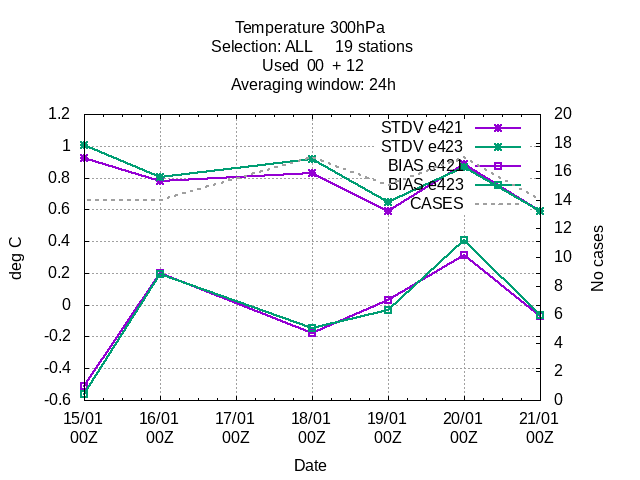 Temperature 300hPa
Selection: ALL 19 stations
Used 00 + 12
Averaging window: 24h
STDV e421
STDV e423
BIAS e421
BIAS e423
CASES
1.2
1
0.8
0.6
0.4
0.2
0
-0.2
-0.4
-0.6
deg C
20
18
16
14
12
10
8
6
4
2
0
No cases
15/01 16/01 17/01 18/01 19/01 20/01 21/01
00Z 00Z 00Z 00Z 00Z 00Z 00Z
Date